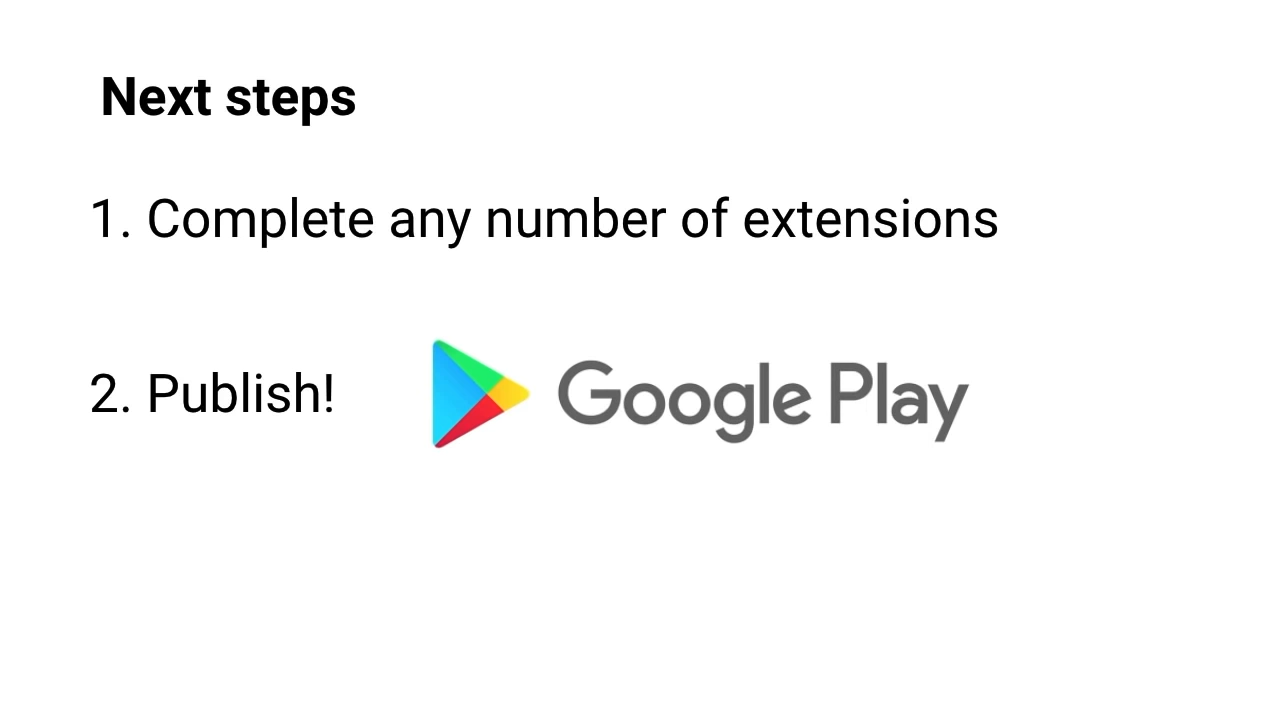 Next steps
1. Complete any number of extensions
2. Publish! Google Play